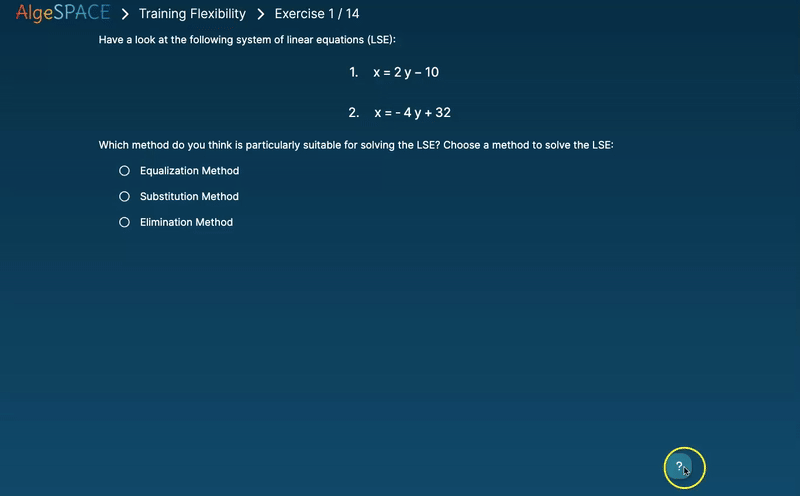 AlgeSPACE > Training Flexibility > Exercise 1 / 14
Have a look at the following system of linear equations (LSE):
1. x = 2 y – 10
2. x = - 4 y + 32
Which method do you think is particularly suitable for solving the LSE? Choose a method to solve the LSE:
Equalization Method
Substitution Method
Elimination Method
?